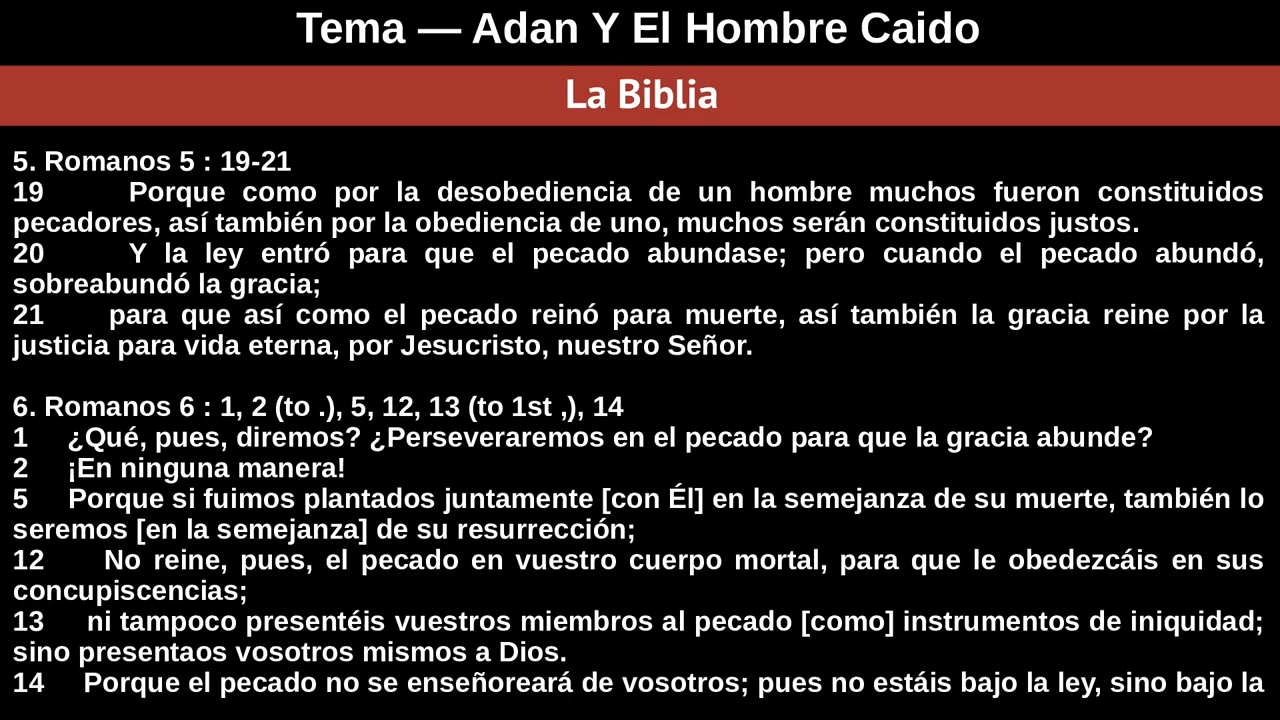 Tema — Adan Y El Hombre Caido
La Biblia
5. Romanos 5 : 19-21
19 Porque como por la desobediencia de un hombre muchos fueron constituidos
pecadores, así también por la obediencia de uno, muchos serán constituidos justos.
20 Y la ley entró para que el pecado abundase; pero cuando el pecado abundó,
sobreabundó la gracia;
21 para que así como el pecado reinó para muerte, así también la gracia reine por la
justicia para vida eterna, por Jesucristo, nuestro Señor.
6. Romanos 6 : 1, 2 (to .), 5, 12, 13 (to 1st ,), 14
1 ¿Qué, pues, diremos? ¿Perseveraremos en el pecado para que la gracia abunde?
2 ¡En ninguna manera!
5 Porque si fuimos plantados juntamente [con Él] en la semejanza de su muerte, también lo
seremos [en la semejanza] de su resurrección;
12 No reine, pues, el pecado en vuestro cuerpo mortal, para que le obedezcáis en sus
concupiscencias;
13 ni tampoco presentéis vuestros miembros al pecado [como] instrumentos de iniquidad;
sino presentaos vosotros mismos a Dios.
14 Porque el pecado no se enseñoreará de vosotros; pues no estáis bajo la ley, sino bajo la